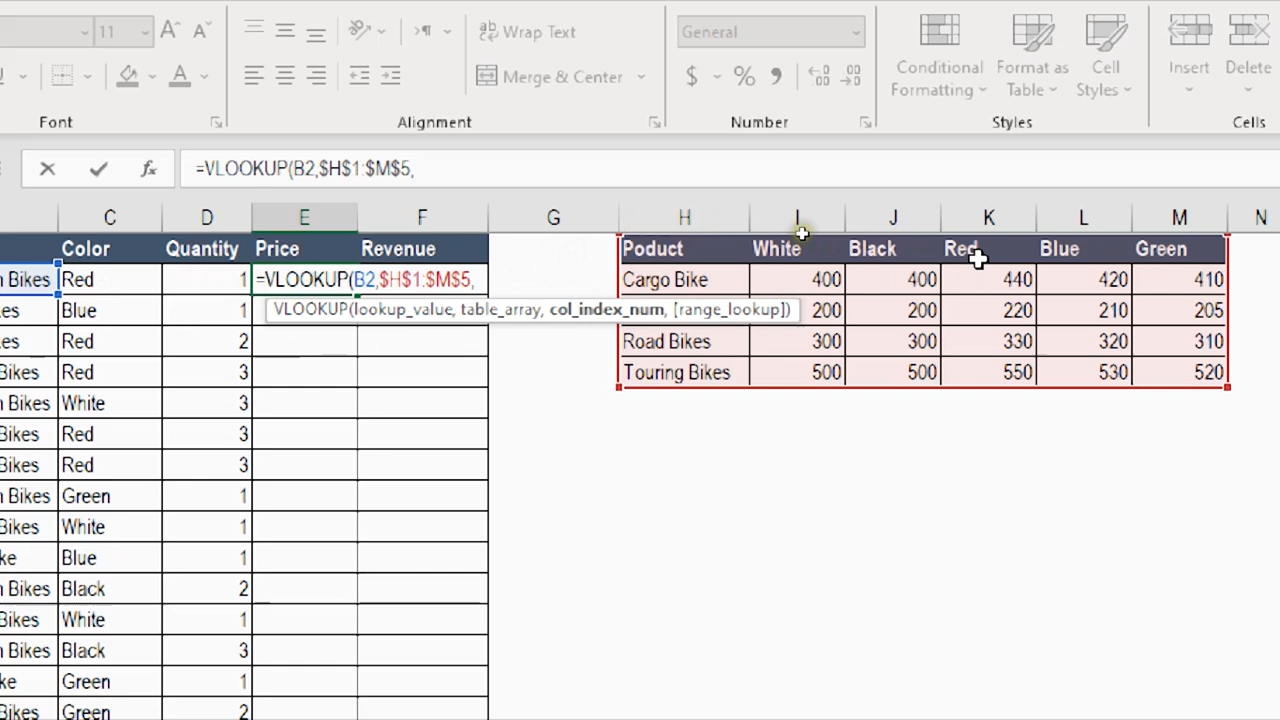 11
Wrap Text
General
Merge & Center
$ % 9
Conditional Formatting
Format as Table
Cell Styles
Insert
Delete
Font
Alignment
Number
Styles
Cells
fx =VLOOKUP(B2,$H$1:$M$5,
C D E F G H I J K L M N
Color Quantity Price Revenue Poduct White Black Red Blue Green
Bikes Red 1 =VLOOKUP(B2,$H$1:$M$5, Cargo Bike 400 400 440 420 410
Blue 1 VLOOKUP(lookup_value, table_array, col_index_num, [range_lookup]) 200 200 220 210 205
Red 2 Road Bikes 300 300 330 320 310
Bikes Red 3 Touring Bikes 500 500 550 530 520
Bikes White 3
Bikes Red 3
Bikes Red 3
Bikes Green 1
Bikes White 1
Blue 1
Bikes Black 2
Bikes White 1
Bikes Black 3
Green 1
Bikes Green 2